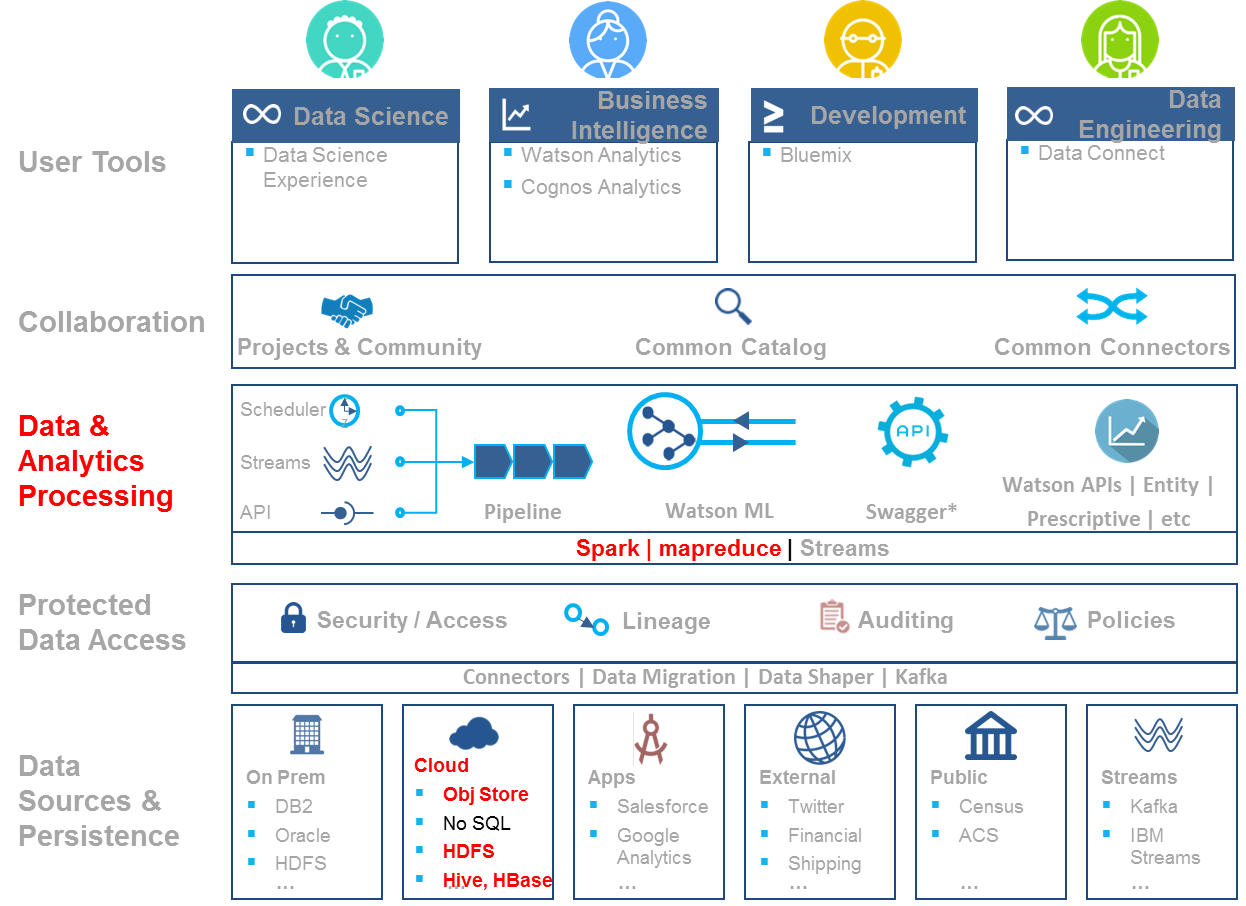 User Tools
Data Science
Data Science
Experience
Business
Intelligence
Watson Analytics
Cognos Analytics
Development
Bluemix
Data
Engineering
Data Connect
Collaboration
Projects & Community
Common Catalog
Common Connectors
Data &
Analytics
Processing
Scheduler
Streams
API
Pipeline
Watson ML
API
Swagger*
Watson APIs | Entity |
Prescriptive | etc
Spark | mapreduce | Streams
Protected
Data Access
Security / Access
Lineage
Auditing
Policies
Connectors | Data Migration | Data Shaper | Kafka
Data
Sources &
Persistence
On Prem
DB2
Oracle
HDFS
...
Cloud
Obj Store
No SQL
HDFS
Hive, HBase
...
Apps
Salesforce
Google
Analytics
...
External
Twitter
Financial
Shipping
...
Public
Census
ACS
...
Streams
Kafka
IBM
Streams
...